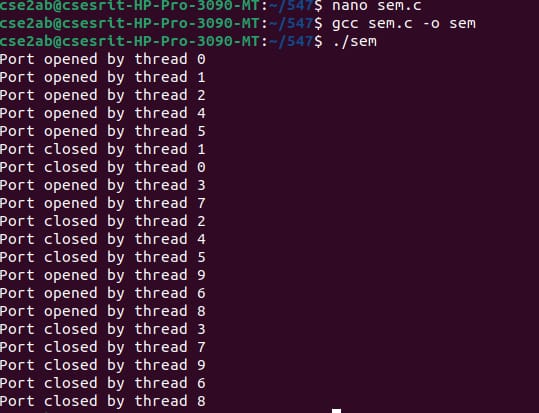 cse2ab@csesrit-HP-Pro-3090-MT:~/547$ nano sem.c
cse2ab@csesrit-HP-Pro-3090-MT:~/547$ gcc sem.c -o sem
cse2ab@csesrit-HP-Pro-3090-MT:~/547$ ./sem
Port opened by thread 0
Port opened by thread 1
Port opened by thread 2
Port opened by thread 4
Port opened by thread 5
Port closed by thread 1
Port closed by thread 0
Port opened by thread 3
Port opened by thread 7
Port closed by thread 2
Port closed by thread 4
Port closed by thread 5
Port opened by thread 9
Port opened by thread 6
Port opened by thread 8
Port closed by thread 3
Port closed by thread 7
Port closed by thread 9
Port closed by thread 6
Port closed by thread 8